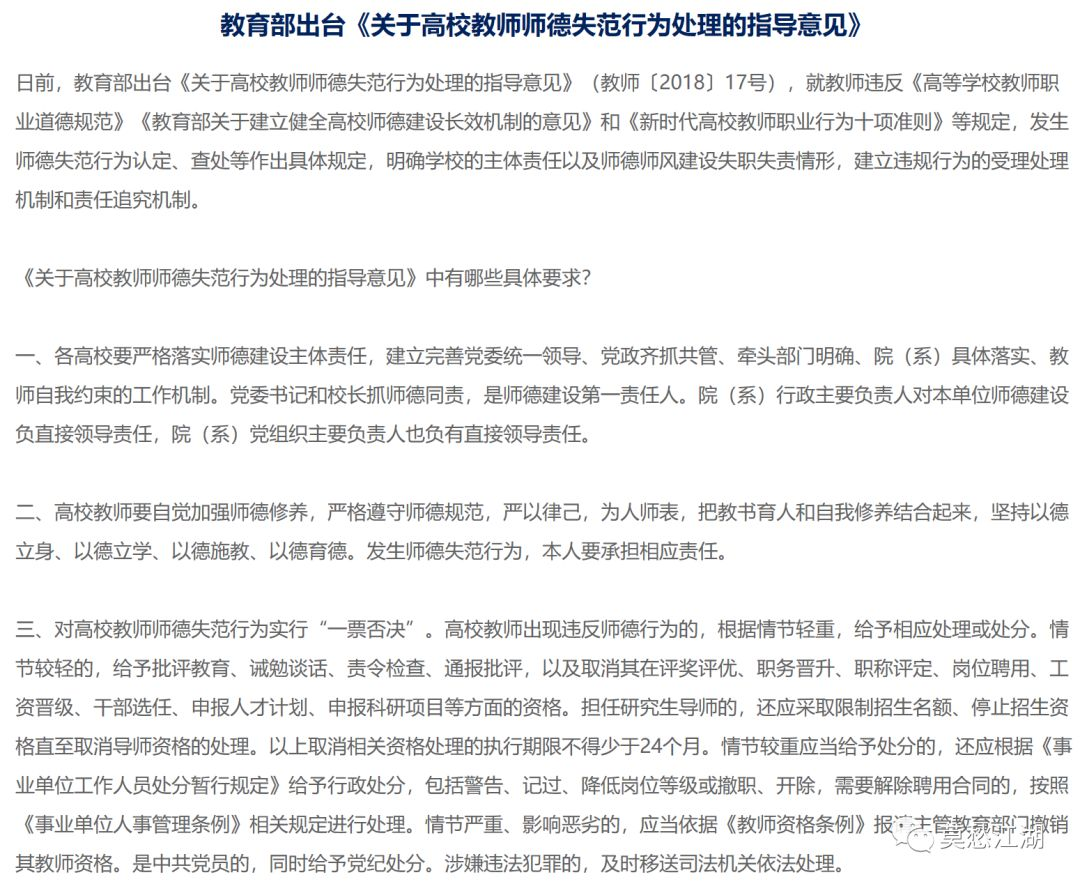 教育部出台《关于高校教师师德失范行为处理的指导意见》
日前，教育部出台《关于高校教师师德失范行为处理的指导意见》（教师〔2018〕17号），就教师违反《高等学校教师职
业道德规范》《教育部关于建立健全高校师德建设长效机制的意见》和《新时代高校教师职业行为十项准则》等规定，发生
师德失范行为认定、查处等作出具体规定，明确学校的主体责任以及师德师风建设失职失责情形，建立违规行为的受理处理
机制和责任追究机制。
《关于高校教师师德失范行为处理的指导意见》中有哪些具体要求？
一、各高校要严格落实师德建设主体责任，建立完善党委统一领导、党政齐抓共管、牵头部门明确、院（系）具体落实、教
师自我约束的工作机制。党委书记和校长抓师德同责，是师德建设第一责任人。院（系）行政主要负责人对本单位师德建设
负直接领导责任，院（系）党组织主要负责人也负有直接领导责任。
二、高校教师要自觉加强师德修养，严格遵守师德规范，严以律己，为人师表，把教书育人和自我修养结合起来，坚持以德
立身、以德立学、以德施教、以德育德。发生师德失范行为，本人要承担相应责任。
三、对高校教师师德失范行为实行“一票否决”。高校教师出现违反师德行为的，根据情节轻重，给予相应处理或处分。情
节较轻的，给予批评教育、诫勉谈话、责令检查、通报批评，以及取消其在评奖评优、职务晋升、职称评定、岗位聘用、工
资晋级、干部选任、申报人才计划、申报科研项目等方面的资格。担任研究生导师的，还应采取限制招生名额、停止招生资
格直至取消导师资格的处理。以上取消相关资格处理的执行期限不得少于24个月。情节较重应当给予处分的，还应根据《事
业单位工作人员处分暂行规定》给予行政处分，包括警告、记过、降低岗位等级或撤职、开除，需要解除聘用合同的，按照
《事业单位人事管理条例》相关规定进行处理。情节严重、影响恶劣的，应当依据《教师资格条例》报请主管教育部门撤销
其教师资格。是中共党员的，同时给予党纪处分。涉嫌违法犯罪的，及时移送司法机关依法处理。
莫愁江湖